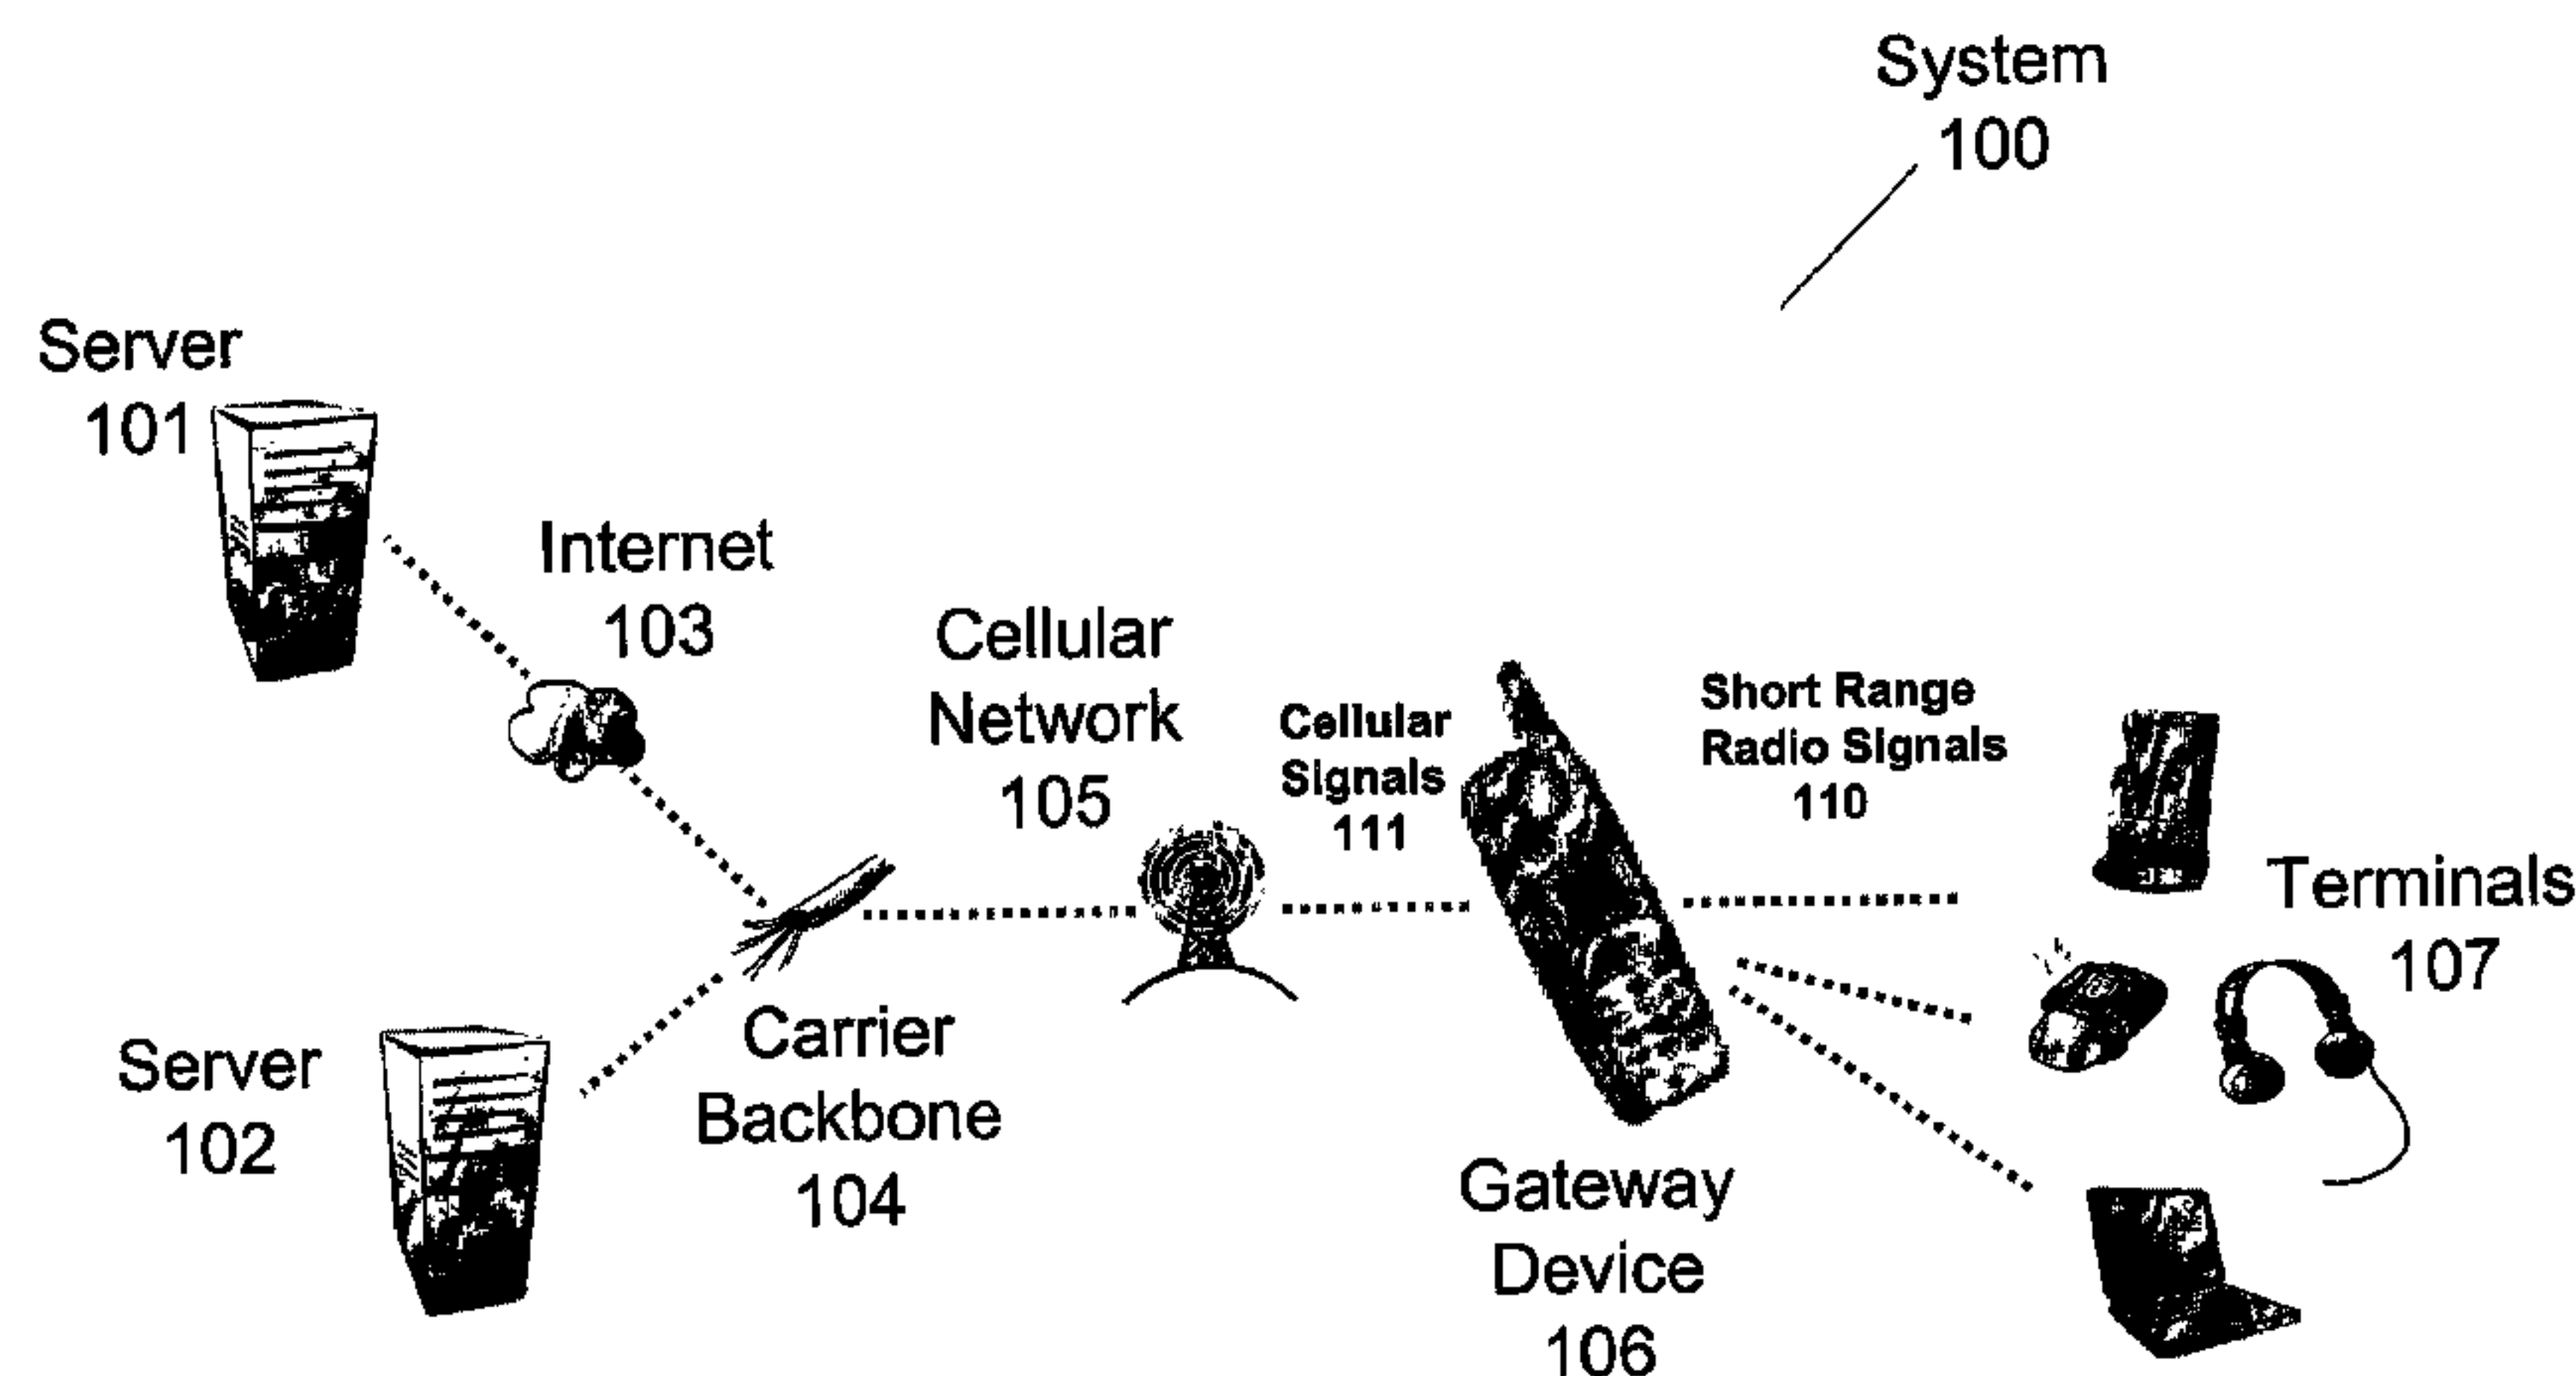 System
100
Server
101
Internet
103
Cellular
Network
105
Cellular
Signals
111
Short Range
Radio Signals
110
Terminals
107
Server
102
Carrier
Backbone
104
Gateway
Device
106